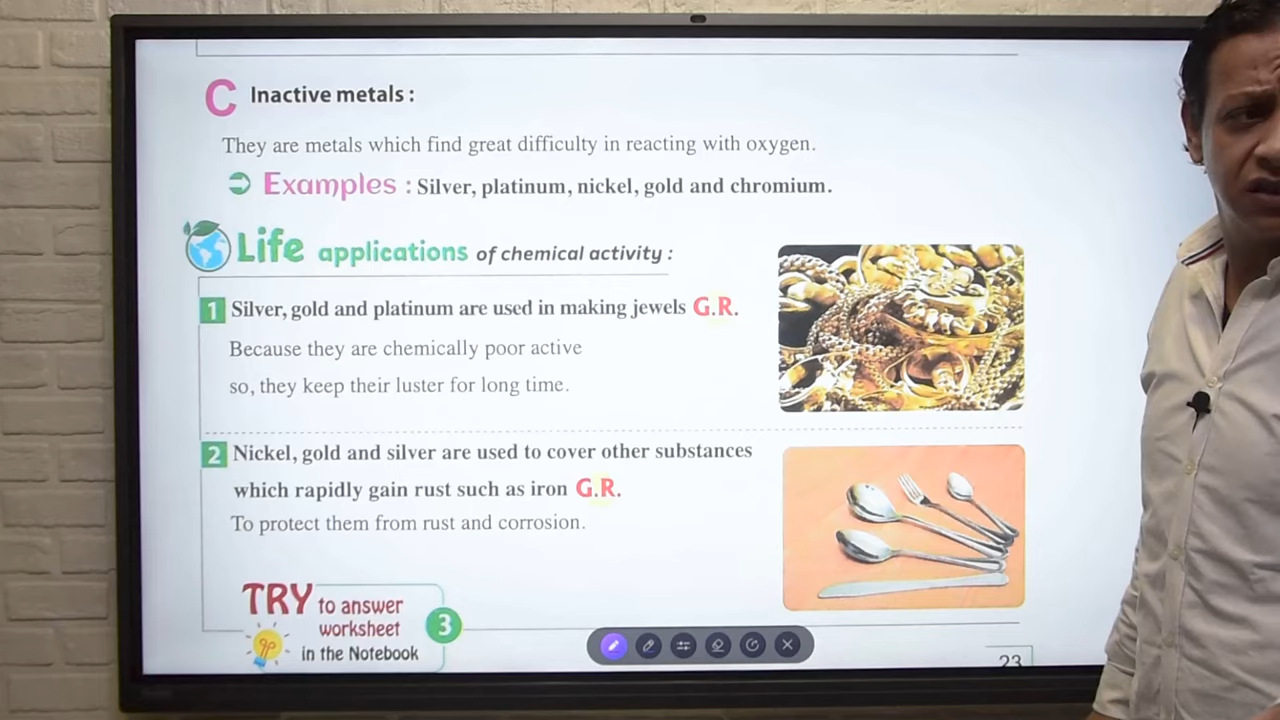 C Inactive metals :
They are metals which find great difficulty in reacting with oxygen.
Examples : Silver, platinum, nickel, gold and chromium.
Life applications of chemical activity :
1 Silver, gold and platinum are used in making jewels G.R.
Because they are chemically poor active
so, they keep their luster for long time.
2 Nickel, gold and silver are used to cover other substances
which rapidly gain rust such as iron G.R.
To protect them from rust and corrosion.
TRY to answer
worksheet 3
in the Notebook
23